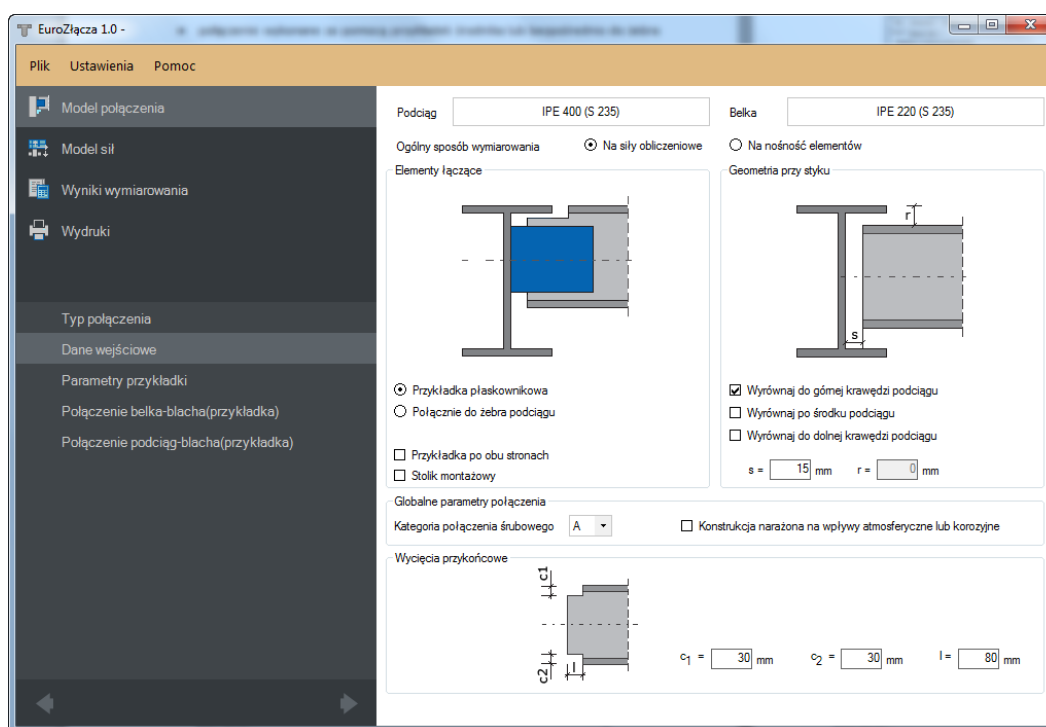 EuroZłącza 1.0 -
Plik Ustawienia Pomoc
Model połączenia
Model sił
Wyniki wymiarowania
Wydruki
Typ połączenia
Dane wejściowe
Parametry przykładki
Połączenie belka-blacha(przykładka)
Połączenie podciąg-blacha(przykładka)
Podciąg IPE 400 (S 235) Belka IPE 220 (S 235)
Ogólny sposób wymiarowania Na siły obliczeniowe Na nośność elementów
Elementy łączące
Przykładka płaskownikowa
Połącznie do żebra podciągu
Przykładka po obu stronach
Stolik montażowy
Geometria przy styku
r
s
Wyrównaj do górnej krawędzi podciągu
Wyrównaj po środku podciągu
Wyrównaj do dolnej krawędzi podciągu
s = 15 mm r = 0 mm
Globalne parametry połączenia
Kategoria połączenia śrubowego A Konstrukcja narażona na wpływy atmosferyczne lub korozyjne
Wycięcia przykońcowe
c1
c2
l
c1 = 30 mm c2 = 30 mm l = 80 mm